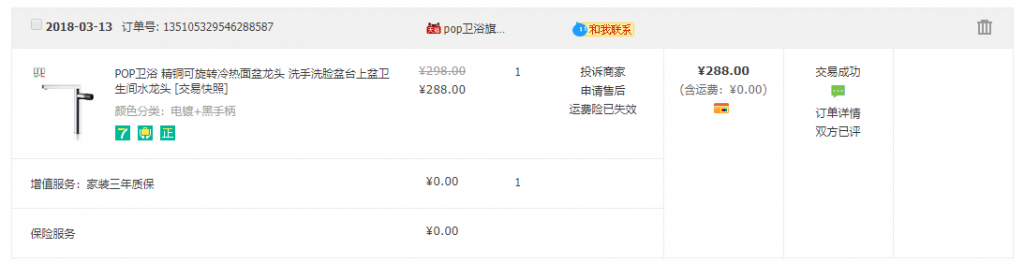 2018-03-13 订单号: 135105329546288587 天猫 pop卫浴旗... 和我联系
POP卫浴 精铜可旋转冷热面盆龙头 洗手洗脸盆台上盆卫
生间水龙头 [交易快照]
颜色分类：电镀+黑手柄
7 正
¥298.00
¥288.00
1
投诉商家
申请售后
运费险已失效
¥288.00
(含运费：¥0.00)
交易成功
订单详情
双方已评
增值服务：家装三年质保 ¥0.00 1
保险服务 ¥0.00